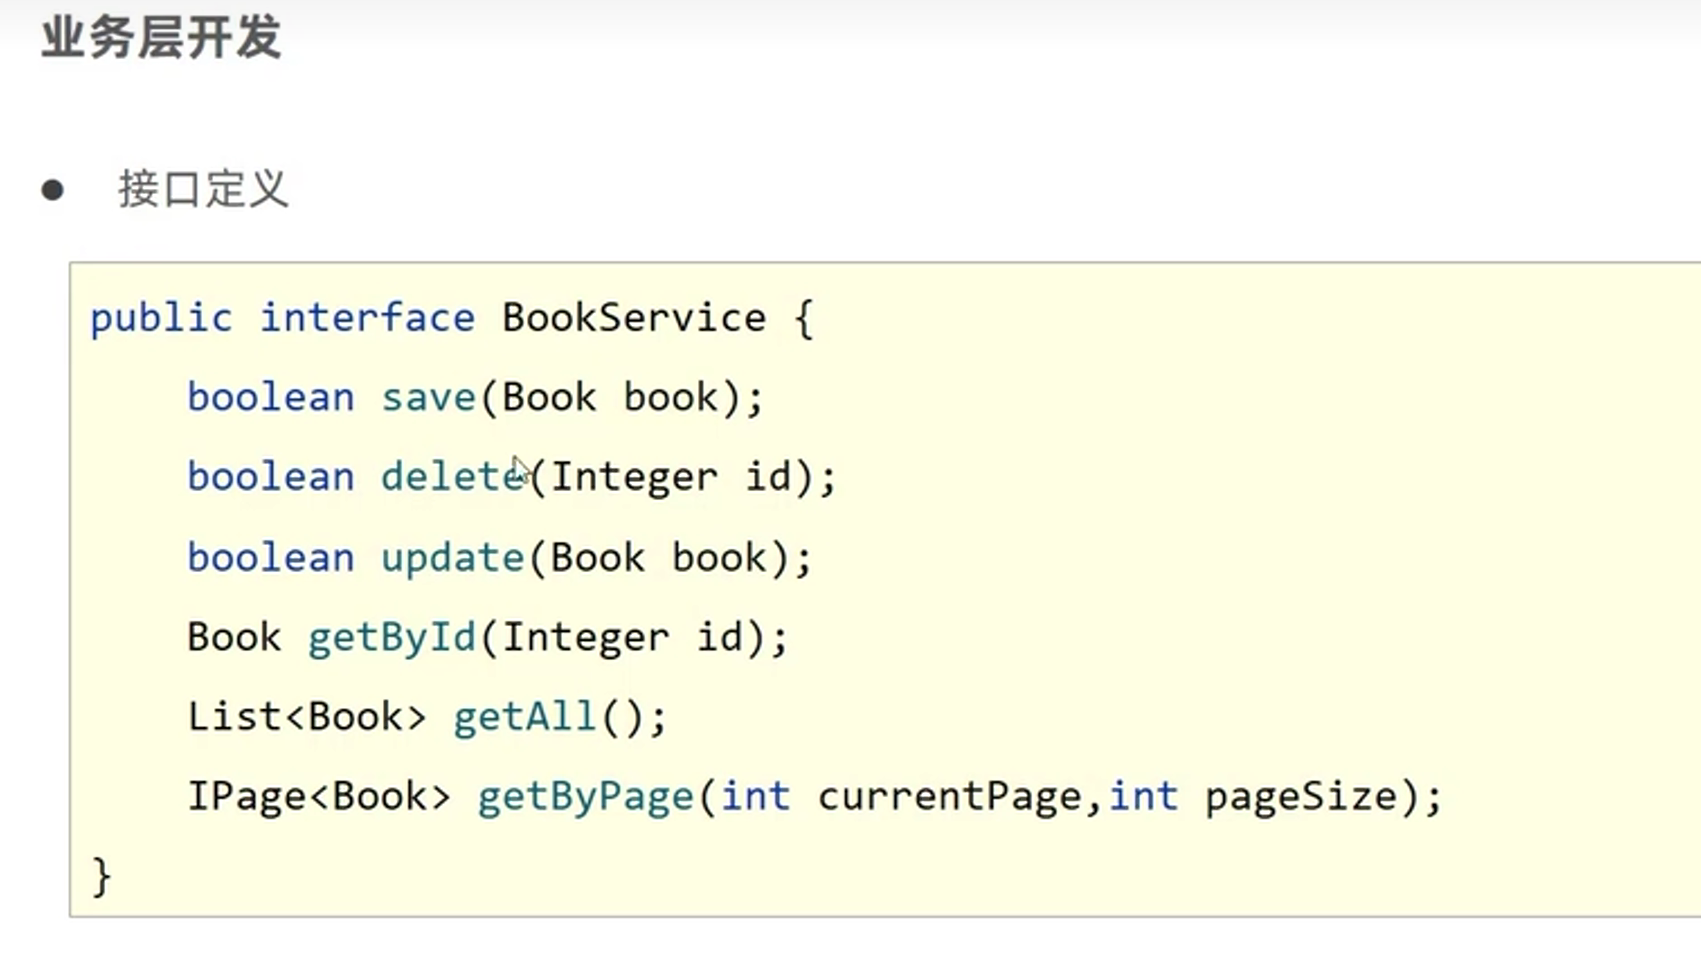 业务层开发
● 接口定义
public interface BookService {
    boolean save(Book book);
    boolean delete(Integer id);
    boolean update(Book book);
    Book getById(Integer id);
    List<Book> getAll();
    IPage<Book> getByPage(int currentPage,int pageSize);
}